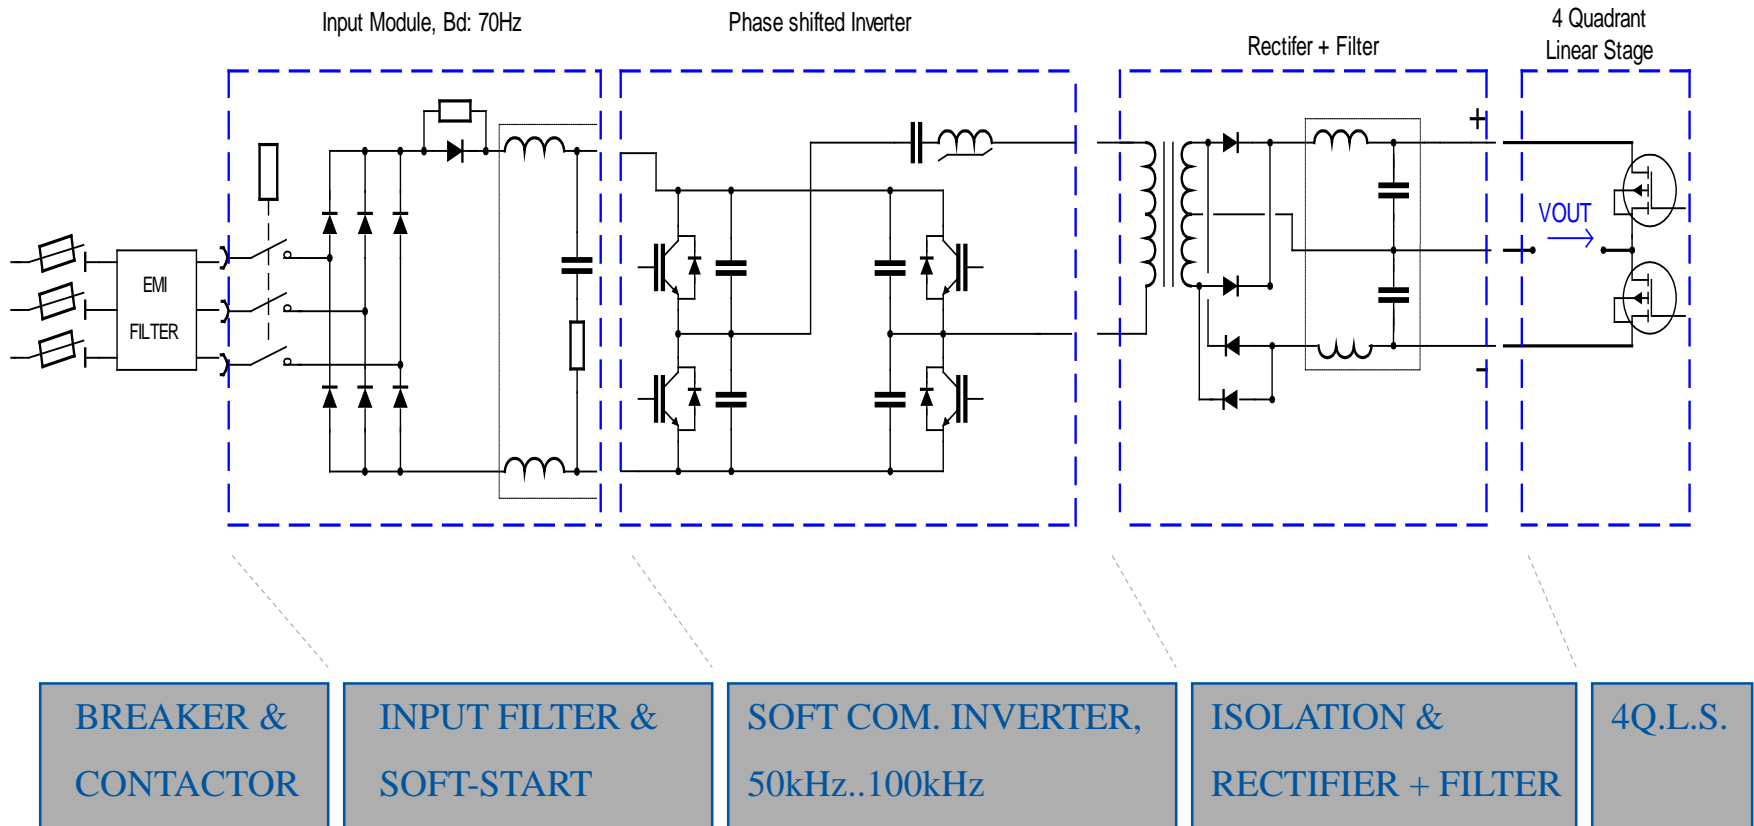 Input Module, Bd: 70Hz
Phase shifted Inverter
Rectifer + Filter
4 Quadrant
Linear Stage
+
VOUT
EMI
FILTER
-
BREAKER &
CONTACTOR
INPUT FILTER &
SOFT-START
SOFT COM. INVERTER,
50kHz..100kHz
ISOLATION &
RECTIFIER + FILTER
4Q.L.S.